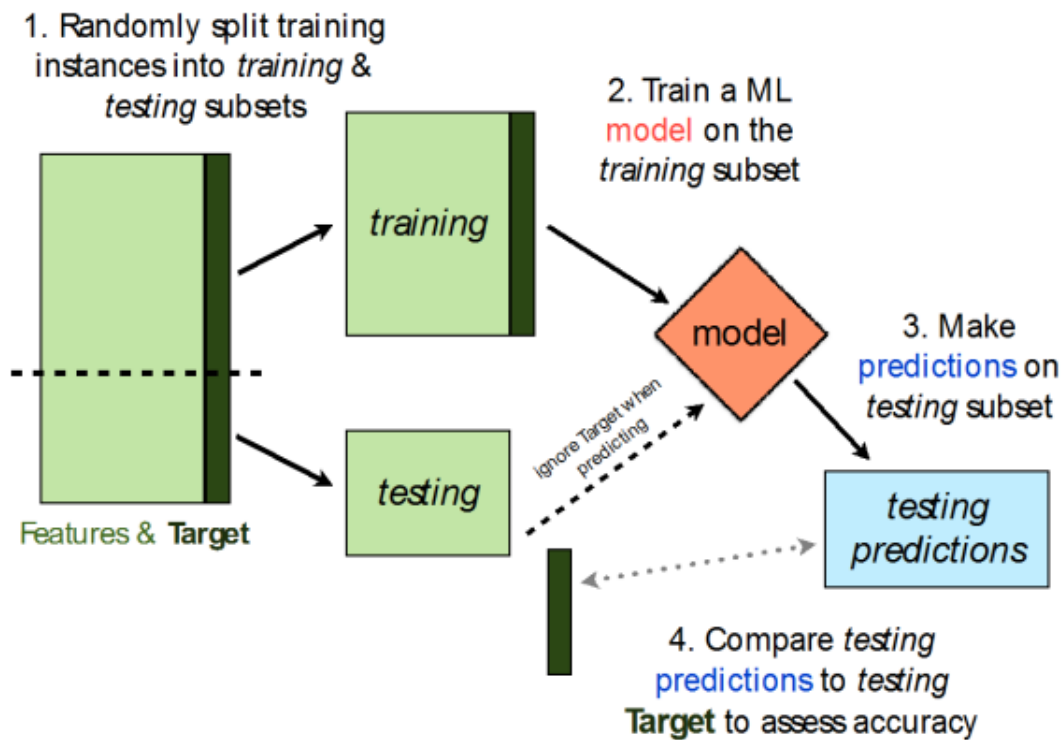 1. Randomly split training
instances into training &
testing subsets
2. Train a ML
model on the
training subset
training
model
3. Make
predictions on
testing subset
ignore Target when
predicting
testing
testing
predictions
Features & Target
4. Compare testing
predictions to testing
Target to assess accuracy